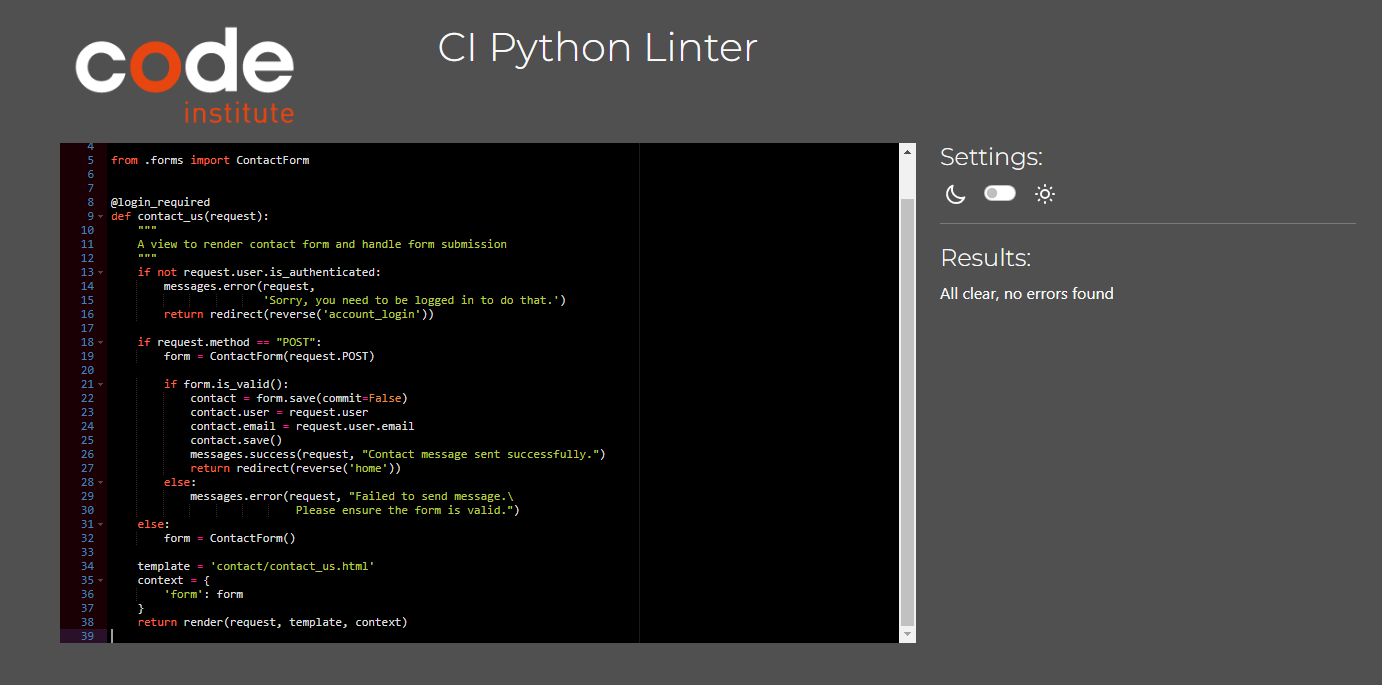 code
institute
CI Python Linter
4
5 from .forms import ContactForm
6
7
8 @login_required
9 def contact_us(request):
10     """
11     A view to render contact form and handle form submission
12     """
13     if not request.user.is_authenticated:
14         messages.error(request,
15                        'Sorry, you need to be logged in to do that.')
16         return redirect(reverse('account_login'))
17
18     if request.method == "POST":
19         form = ContactForm(request.POST)
20
21         if form.is_valid():
22             contact = form.save(commit=False)
23             contact.user = request.user
24             contact.email = request.user.email
25             contact.save()
26             messages.success(request, "Contact message sent successfully.")
27             return redirect(reverse('home'))
28         else:
29             messages.error(request, "Failed to send message.\
30                             Please ensure the form is valid.")
31     else:
32         form = ContactForm()
33
34     template = 'contact/contact_us.html'
35     context = {
36         'form': form
37     }
38     return render(request, template, context)
39
Settings:
Results:
All clear, no errors found